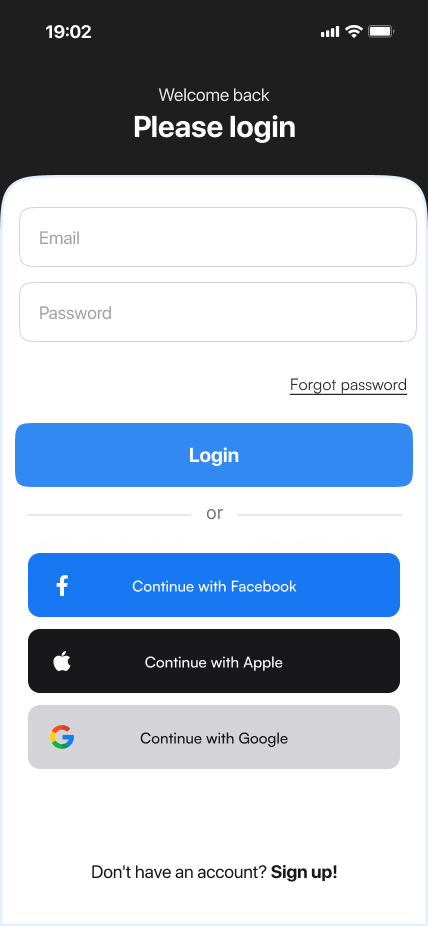 19:02
Welcome back
Please login
Email
Password
Forgot password
Login
or
Continue with Facebook
Continue with Apple
Continue with Google
Don't have an account? Sign up!